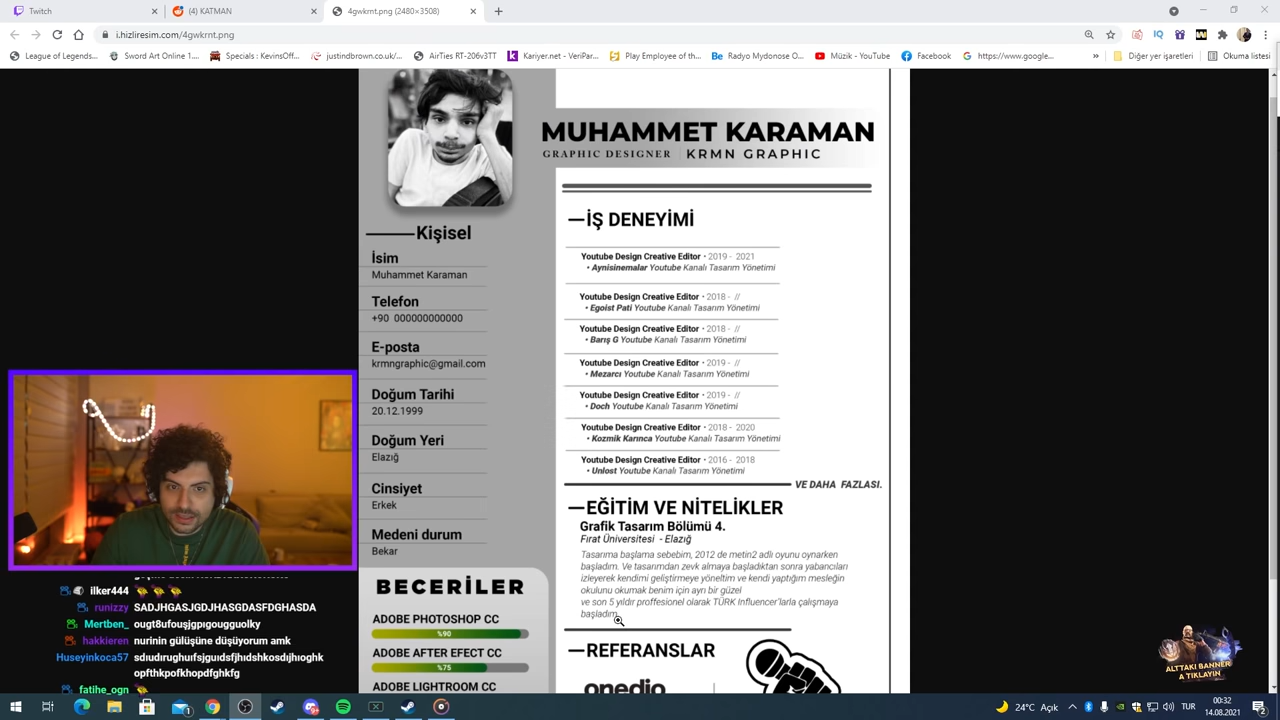 Twitch
(4) KATMAN
4gwkrnt.png (2480×3508)
i.hizliresim.com/4gwkrnt.png
League of Legends...
Sword Art Online 1...
Specials : KevinsOff...
justindbrown.co.uk/...
AirTies RT-206v3TT
Kariyer.net - VeriPar...
Play Employee of th...
Radyo Mydonose O...
Müzik - YouTube
Facebook
https://www.google...
Diğer yer işaretleri
Okuma listesi
MUHAMMET KARAMAN
GRAPHIC DESIGNER | KRMN GRAPHIC
Kişisel
İsim
Muhammet Karaman
Telefon
+90 000000000000
E-posta
krmngraphic@gmail.com
Doğum Tarihi
20.12.1999
Doğum Yeri
Elazığ
Cinsiyet
Erkek
Medeni durum
Bekar
BECERİLER
ADOBE PHOTOSHOP CC
%90
ADOBE AFTER EFECT CC
%75
ADOBE LIGHTROOM CC
İŞ DENEYİMİ
Youtube Design Creative Editor • 2019 - 2021
• Aynisinemalar Youtube Kanalı Tasarım Yönetimi
Youtube Design Creative Editor • 2018 - //
• Egoist Pati Youtube Kanalı Tasarım Yönetimi
Youtube Design Creative Editor • 2018 - //
• Barış G Youtube Kanalı Tasarım Yönetimi
Youtube Design Creative Editor • 2019 - //
• Mezarcı Youtube Kanalı Tasarım Yönetimi
Youtube Design Creative Editor • 2019 - //
• Doch Youtube Kanalı Tasarım Yönetimi
Youtube Design Creative Editor • 2018 - 2020
• Kozmik Karınca Youtube Kanalı Tasarım Yönetimi
Youtube Design Creative Editor • 2016 - 2018
• Unlost Youtube Kanalı Tasarım Yönetimi
VE DAHA FAZLASI.
EĞİTİM VE NİTELİKLER
Grafik Tasarım Bölümü 4.
Fırat Üniversitesi - Elazığ
Tasarıma başlama sebebim, 2012 de metin2 adlı oyunu oynarken
başladım. Ve tasarımdan zevk almaya başladıktan sonra yabancıları
izleyerek kendimi geliştirmeye yöneltim ve kendi yaptığım mesleğin
okulunu okumak benim için ayrı bir güzel
ve son 5 yıldır proffesionel olarak TÜRK Influencer'larla çalışmaya
başladım.
REFERANSLAR
onedio
ilker444
runizzy SADJHGASJGDJHASGDASFDGHASDA
Mertben_ ougt8ufousjgpıgougguolky
hakkieren nurinin gülüşüne düşüyorum amk
Huseyinkoca57 sdıudırughuıfsjguıdsfjhıdshkosdıjhıoghk
opfthkpofkhopdfghkfg
fatihe_ogn
ALTTAKI BANNER
A TIKLAYIN
24°C Açık
TUR
00:32
14.08.2021